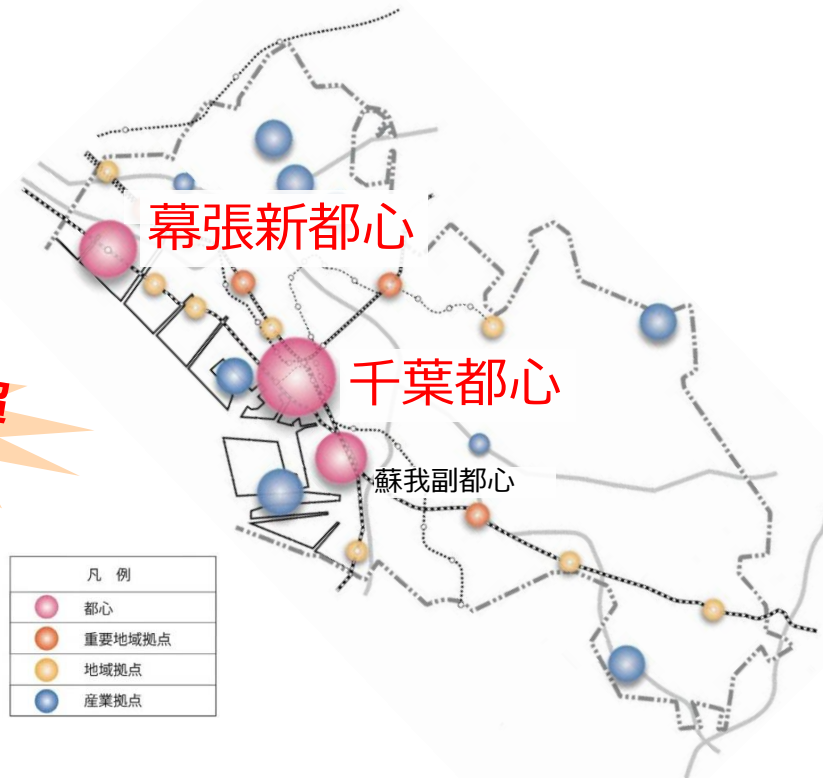 幕張新都心
千葉都心
蘇我副都心
凡 例
都心
重要地域拠点
地域拠点
産業拠点